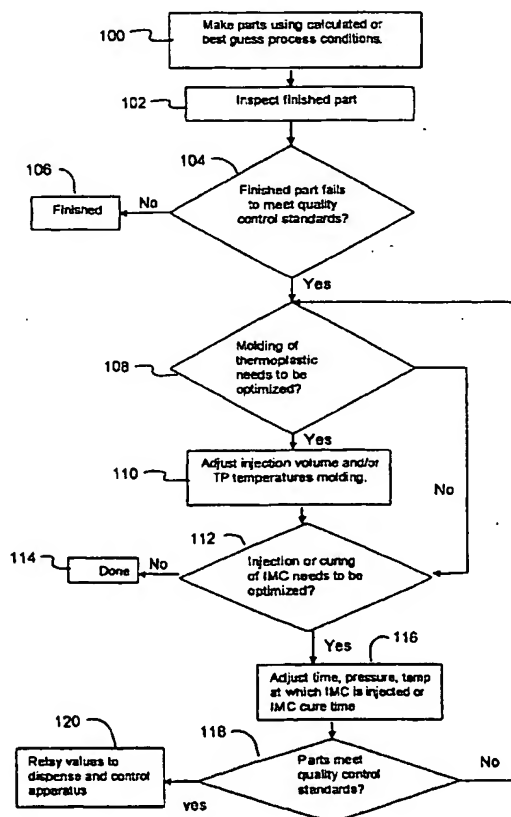 100
Make parts using calculated or
best guess process conditions.
102
Inspect finished part
104
106
Finished part fails
to meet quality
control standards?
No
Finished
Yes
108
Molding of
thermoplastic
needs to be
optimized?
Yes
No
110
Adjust injection volume and/or
TP temperatures molding.
112
114
Injection or curing
of IMC needs to be
optimized?
No
Done
Yes
116
Adjust time, pressure, temp
at which IMC is injected or
IMC cure time
118
120
Parts meet
quality control
standards?
No
yes
Relay values to
dispense and control
apparatus